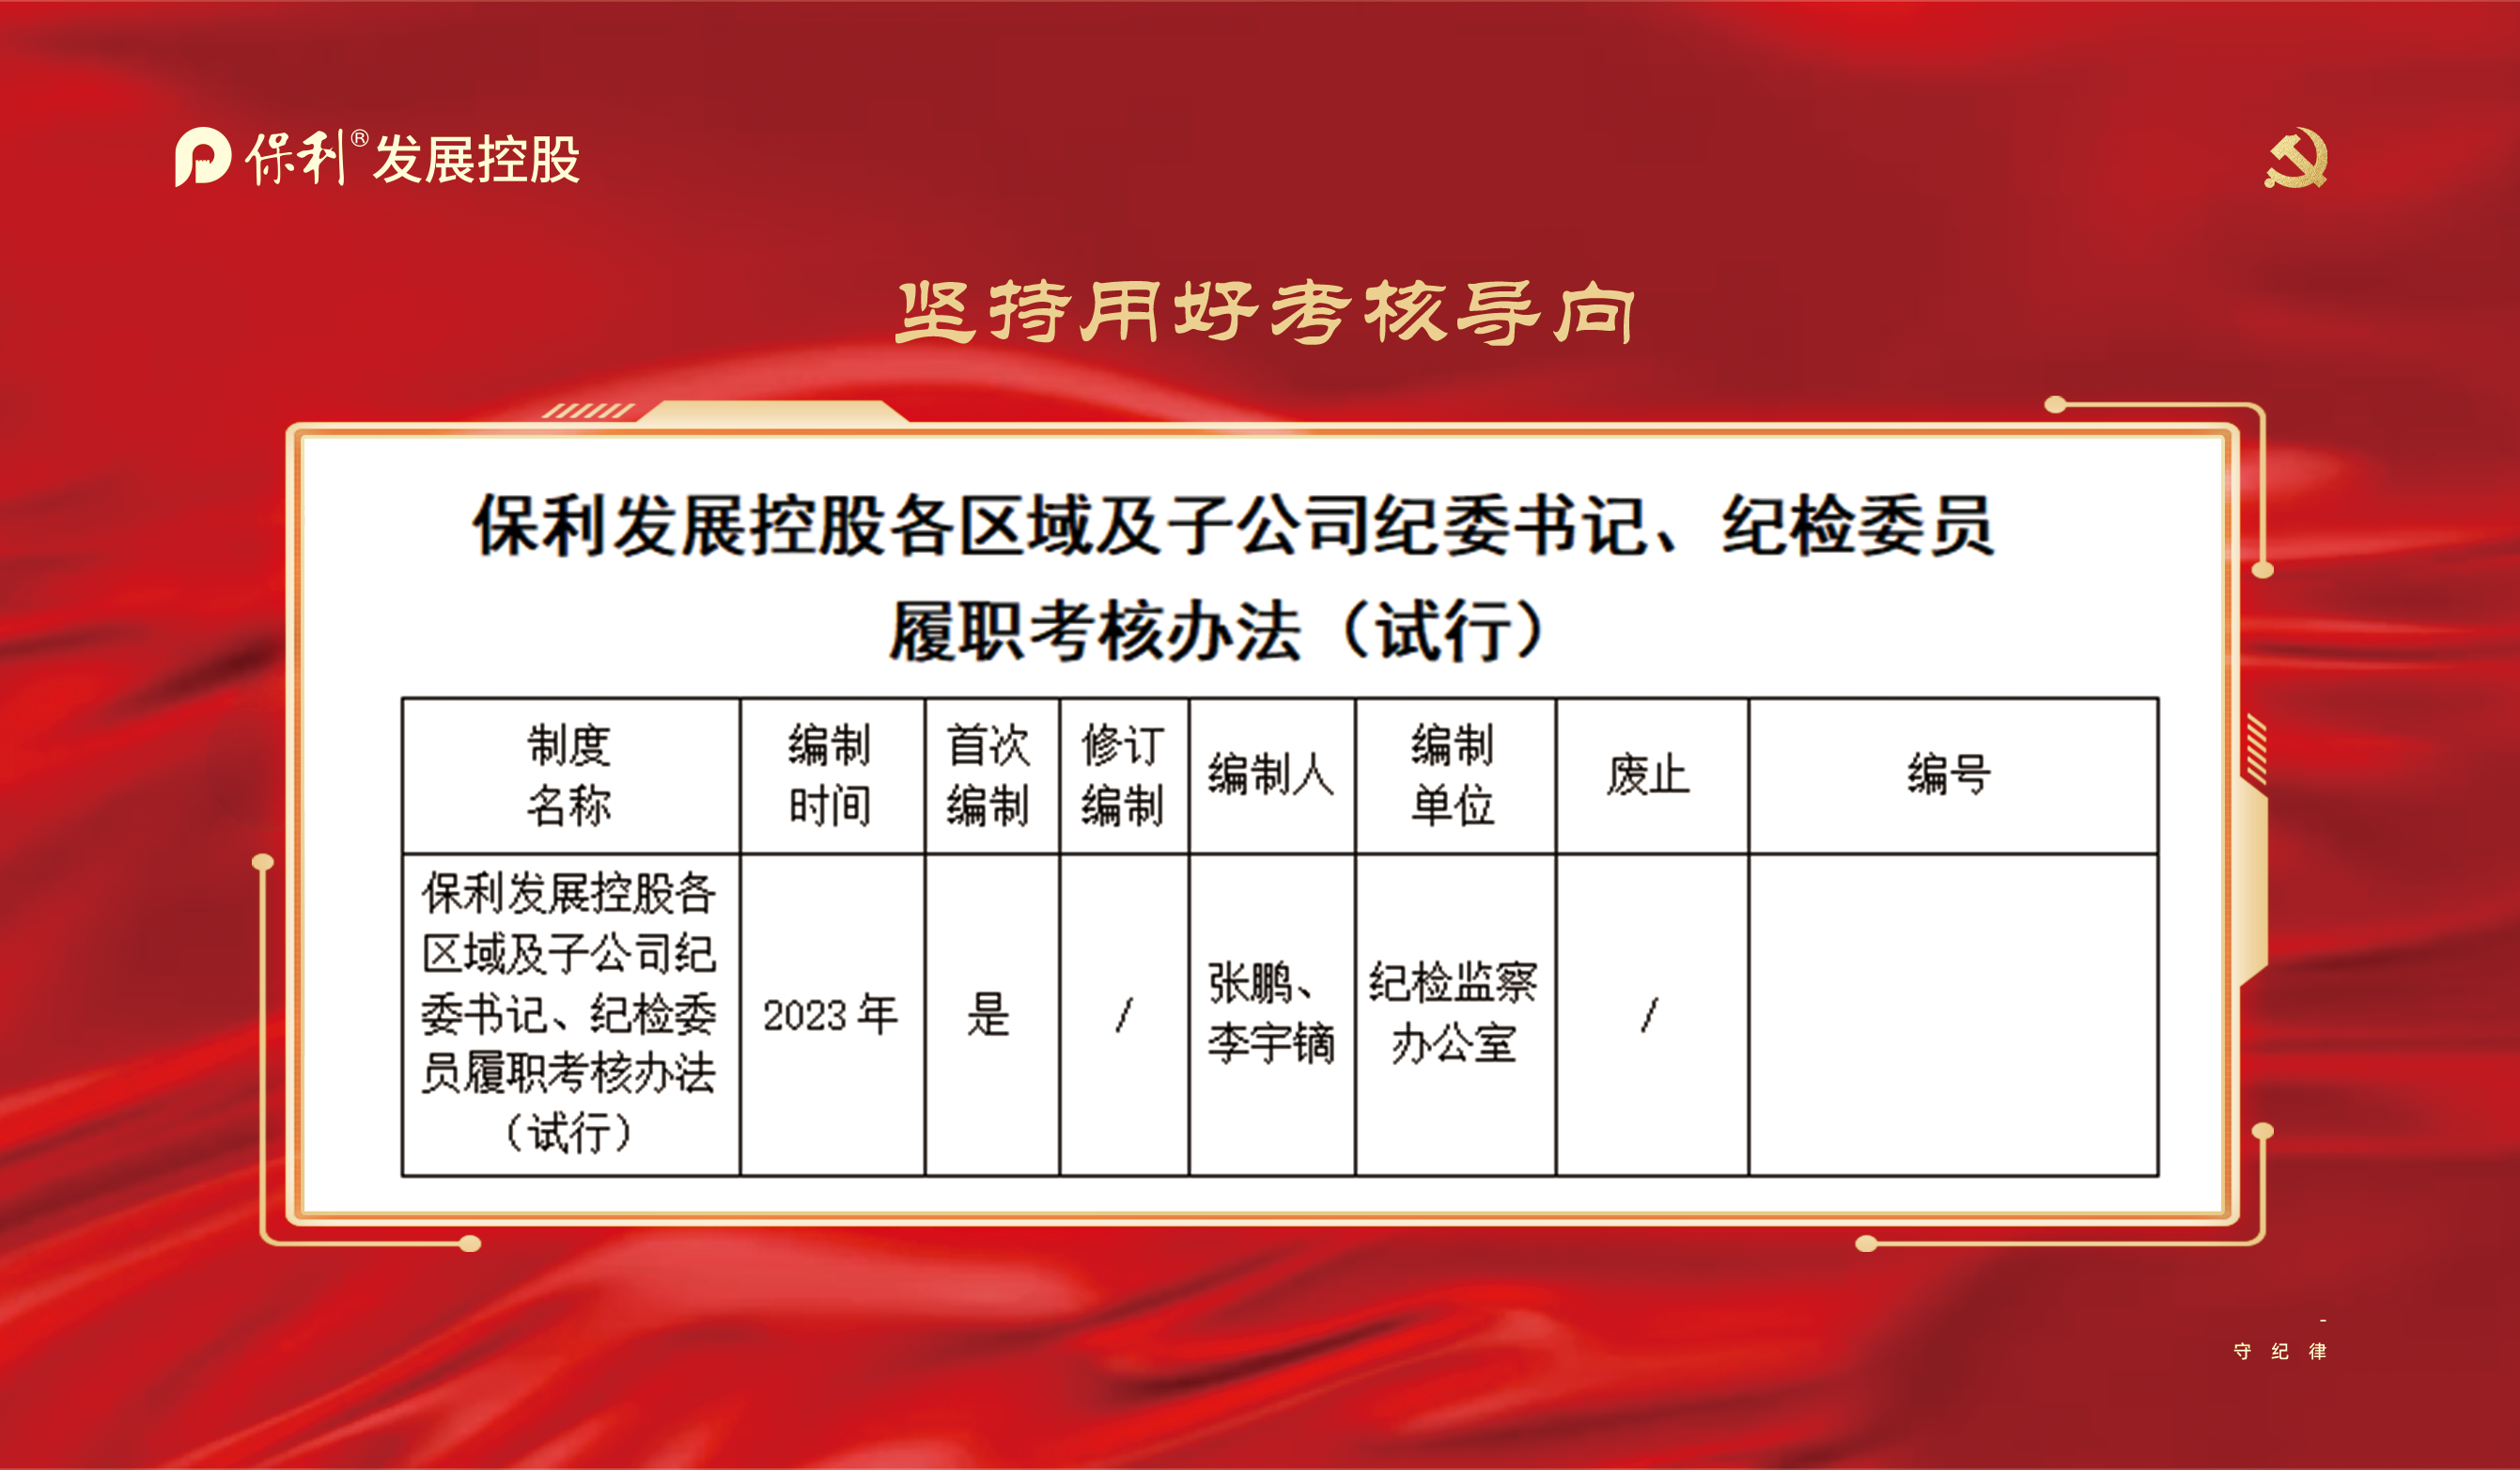 保利®发展控股
坚持用好考核导向
保利发展控股各区域及子公司纪委书记、纪检委员
履职考核办法（试行）
制度
名称
编制
时间
首次
编制
修订
编制
编制人
编制
单位
废止
编号
保利发展控股各
区域及子公司纪
委书记、纪检委
员履职考核办法
（试行）
2023 年
是
/
张鹏、
李宇镝
纪检监察
办公室
/
-
守纪律